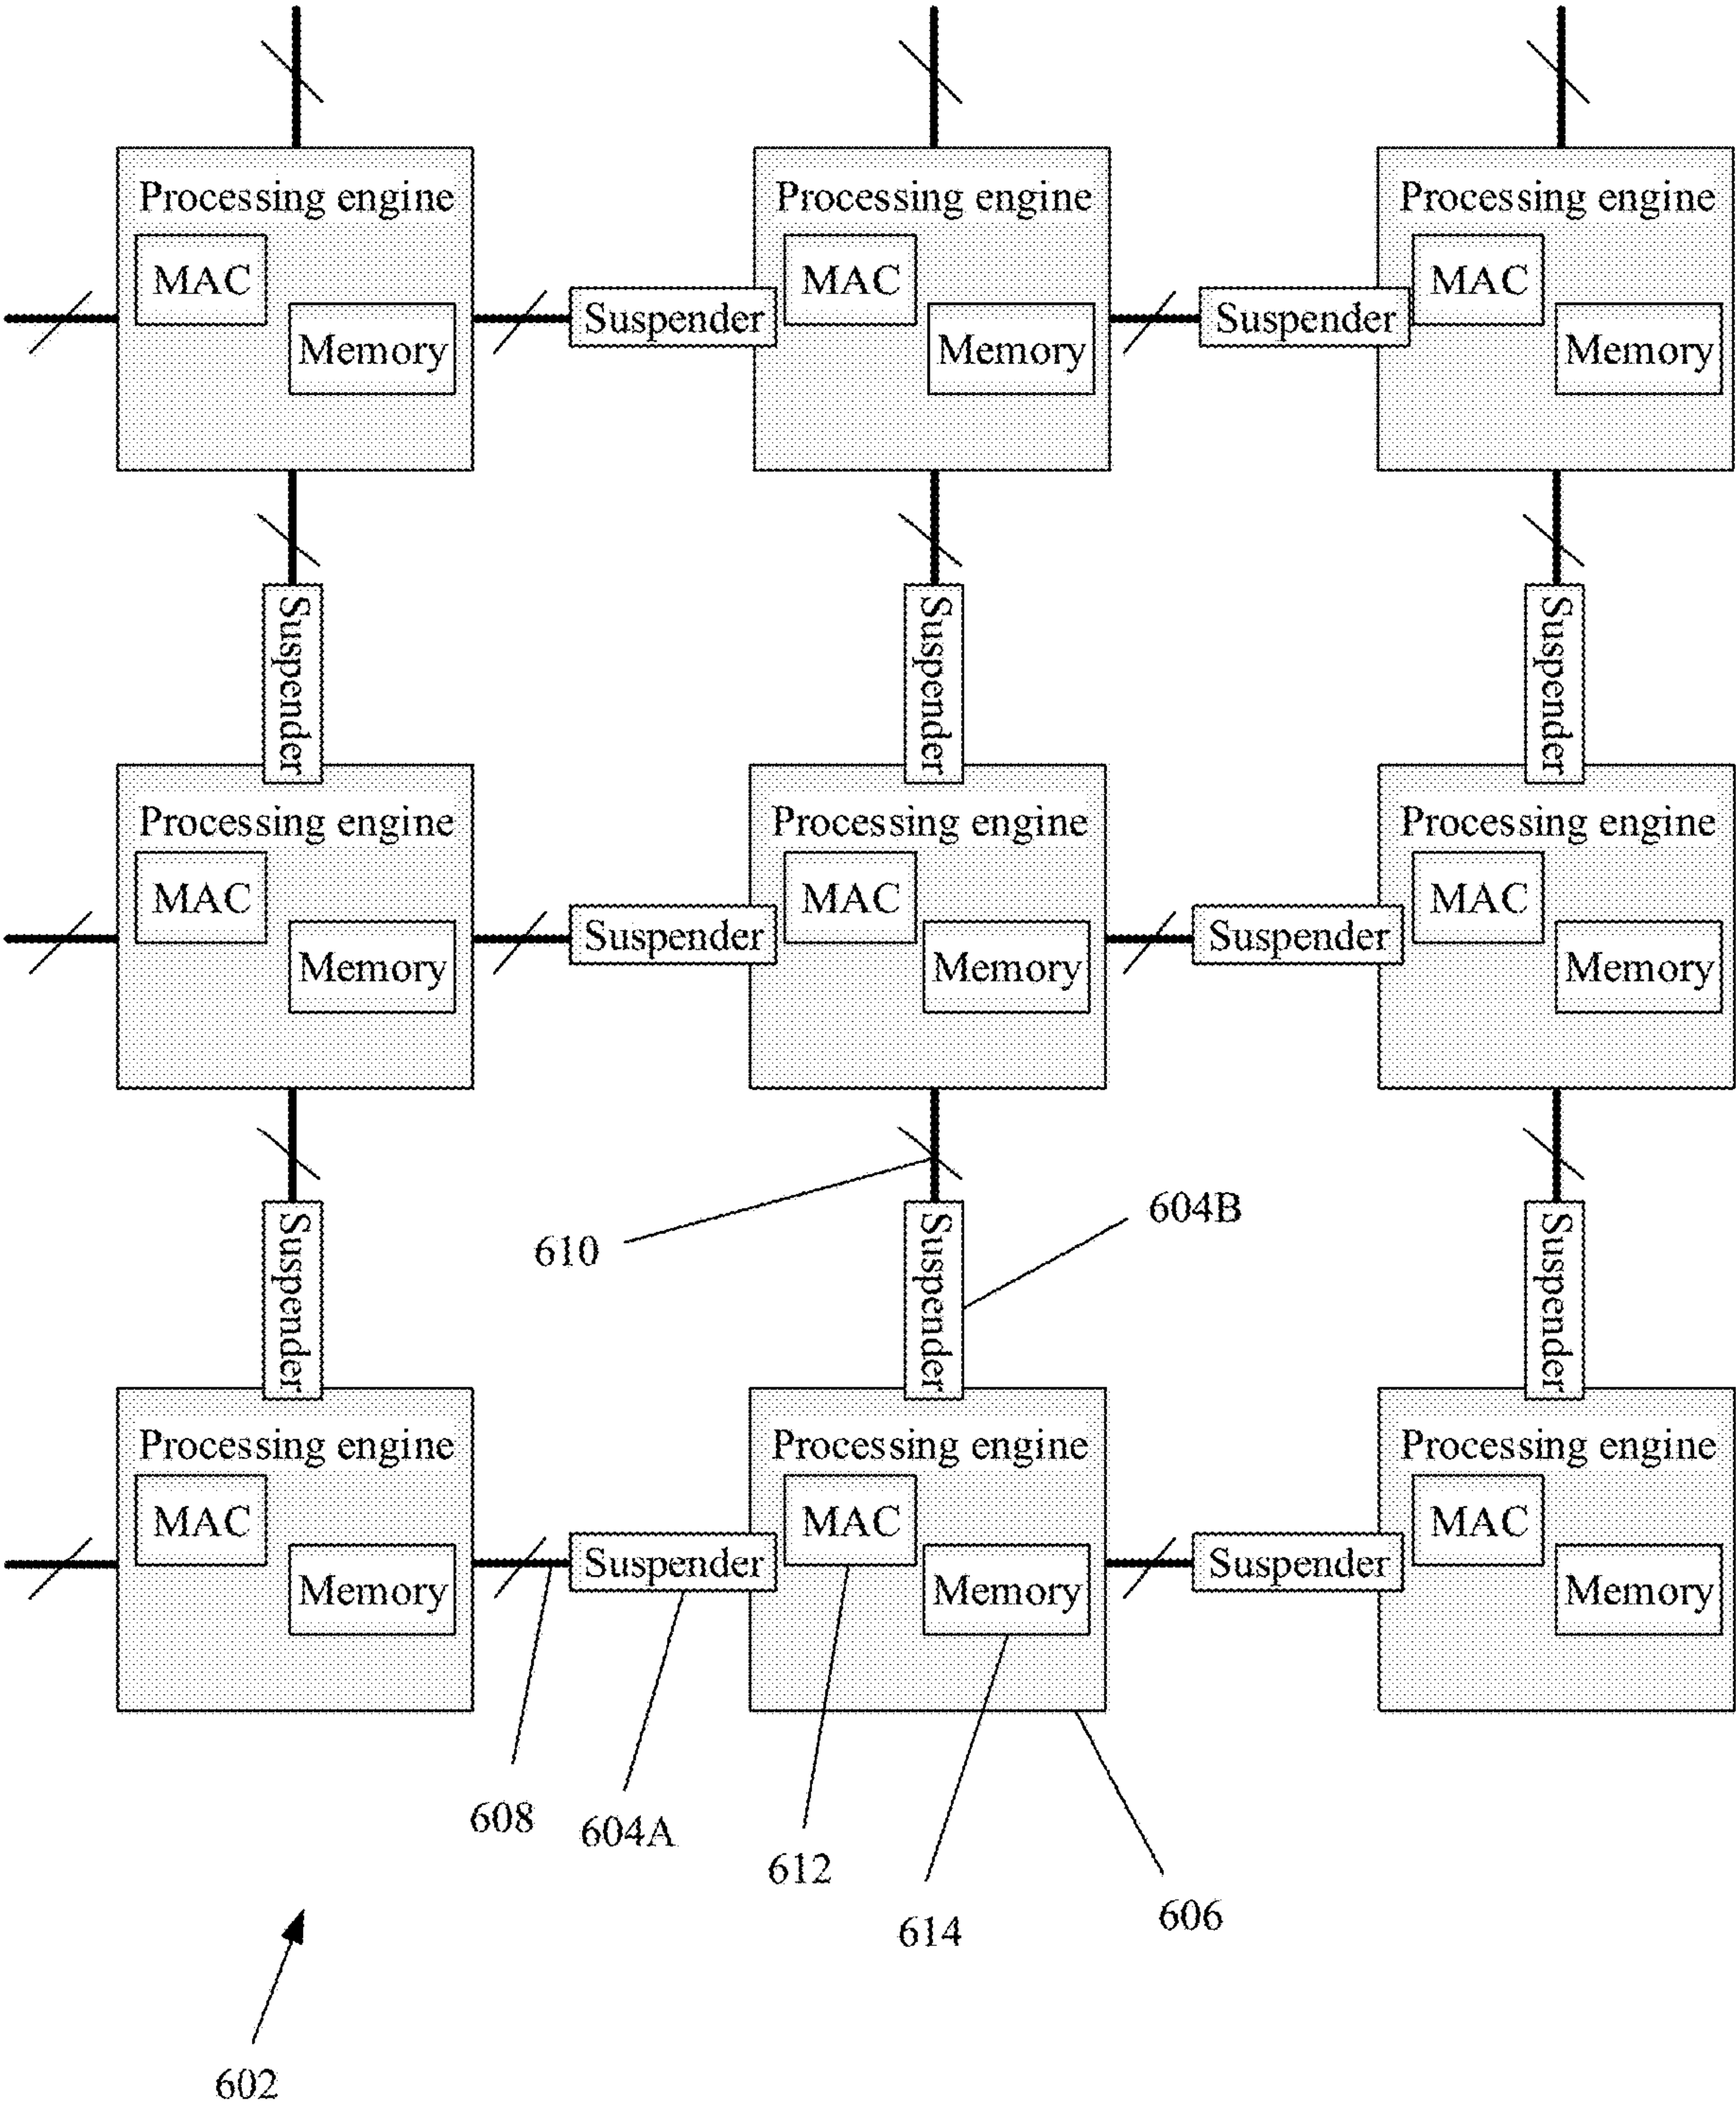 Processing engine
MAC
Memory
Suspender
Processing engine
MAC
Memory
Suspender
Processing engine
MAC
Memory
Suspender
Suspender
Suspender
Processing engine
MAC
Memory
Suspender
Processing engine
MAC
Memory
Suspender
Processing engine
MAC
Memory
610
604B
Suspender
Suspender
Suspender
Processing engine
MAC
Memory
Suspender
Processing engine
MAC
Memory
Suspender
Processing engine
MAC
Memory
608
604A
612
614
606
602